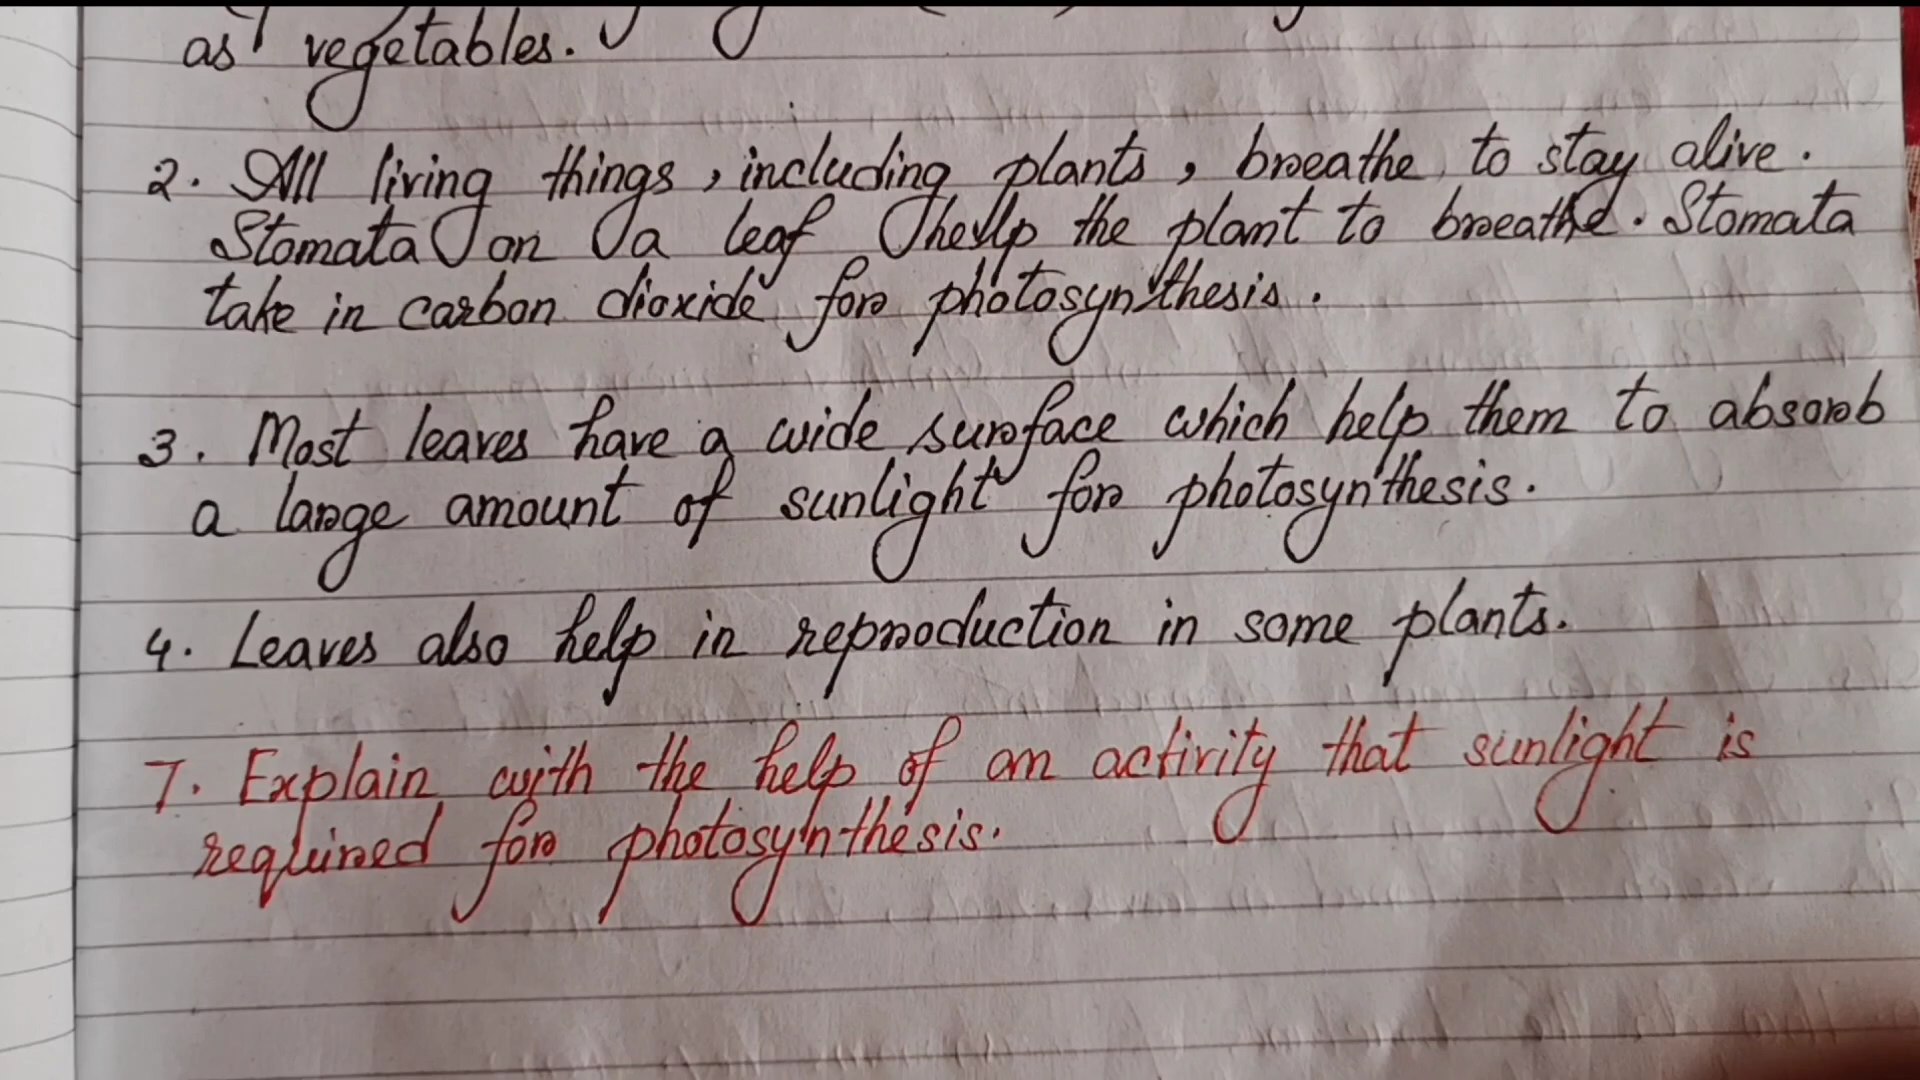 as vegetables.
2. All living things, including plants, breathe to stay alive.
Stomata on a leaf help the plant to breathe. Stomata
take in carbon dioxide for photosynthesis.
3. Most leaves have a wide surface which help them to absorb
a large amount of sunlight for photosynthesis.
4. Leaves also help in reproduction in some plants.
7. Explain with the help of an activity that sunlight is
required for photosynthesis.